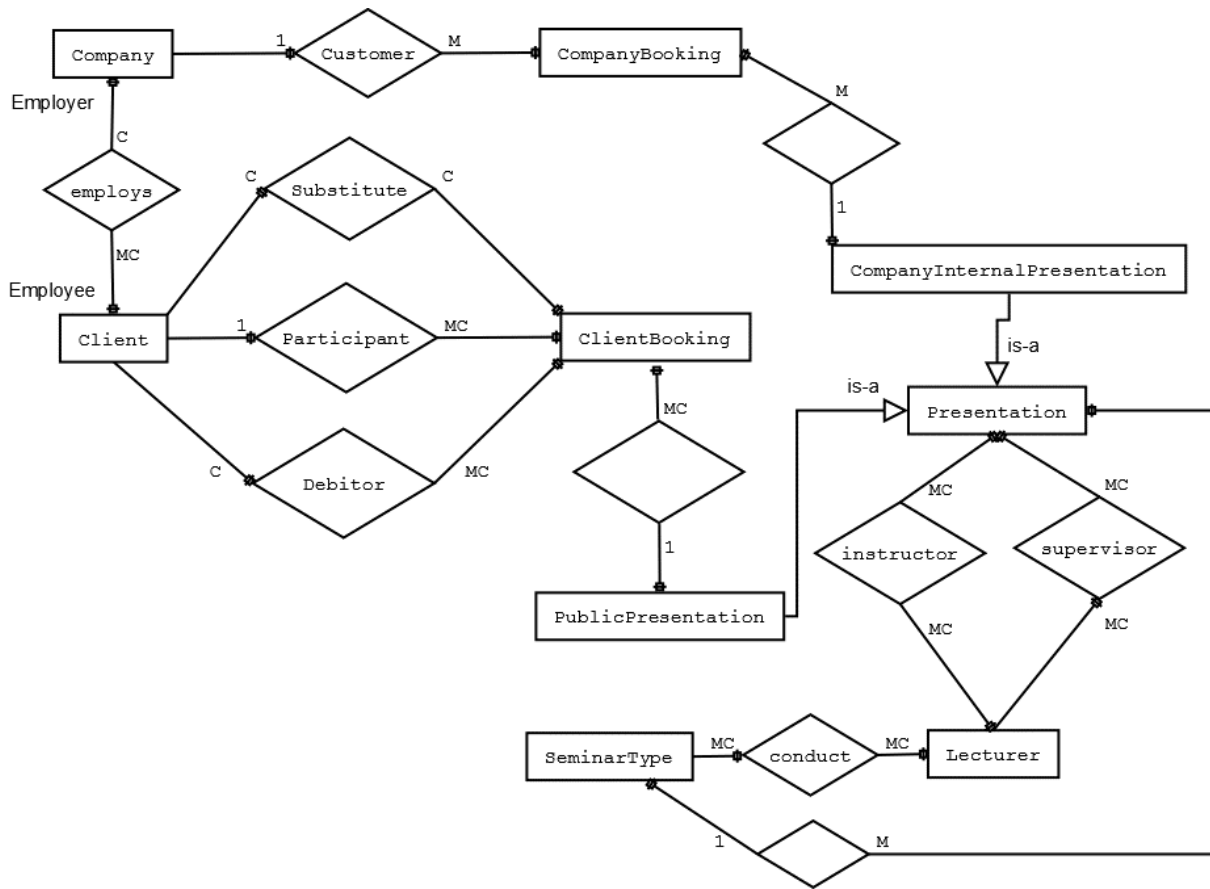 1
Customer
M
Company
CompanyBooking
Employer
M
C
employs
C
Substitute
C
1
MC
CompanyInternalPresentation
Employee
Client
1
Participant
MC
ClientBooking
is-a
is-a
MC
Presentation
C
Debitor
MC
MC
MC
1
instructor
supervisor
PublicPresentation
MC
MC
SeminarType
MC
conduct
MC
Lecturer
1
M